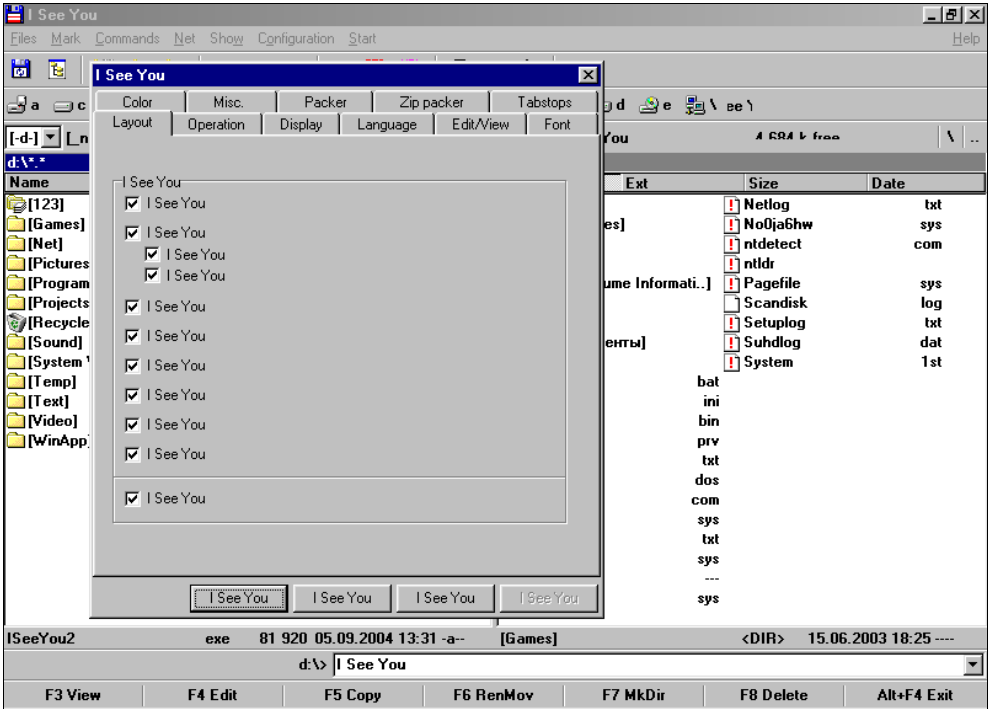 I See You
Files Mark Commands Net Show Configuration Start Help
I See You
a c d e \
Color Misc. Packer Zip packer Tabstops
Layout Operation Display Language Edit/View Font
[-d-] [_n You 4 684 k free \ ..
d:\*.*
Name Ext Size Date
I See You
[123] I See You Netlog txt
[Games] es] No0ja6hw sys
I See You
[Net] ntdetect com
I See You
[Pictures ntldr
I See You
[Program ume Informati..] Pagefile sys
[Projects Scandisk log
I See You
[Recycle Setuplog txt
I See You
[Sound] енты] Suhdlog dat
[System System 1st
I See You
[Temp] bat
[Text] ini
I See You
[Video] bin
I See You
[WinApp] prv
I See You
txt
dos
I See You
com
sys
txt
sys
---
I See You I See You I See You I See You
sys
ISeeYou2 exe 81 920 05.09.2004 13:31 -a-- [Games] <DIR> 15.06.2003 18:25 ----
d:\> I See You
F3 View F4 Edit F5 Copy F6 RenMov F7 MkDir F8 Delete Alt+F4 Exit